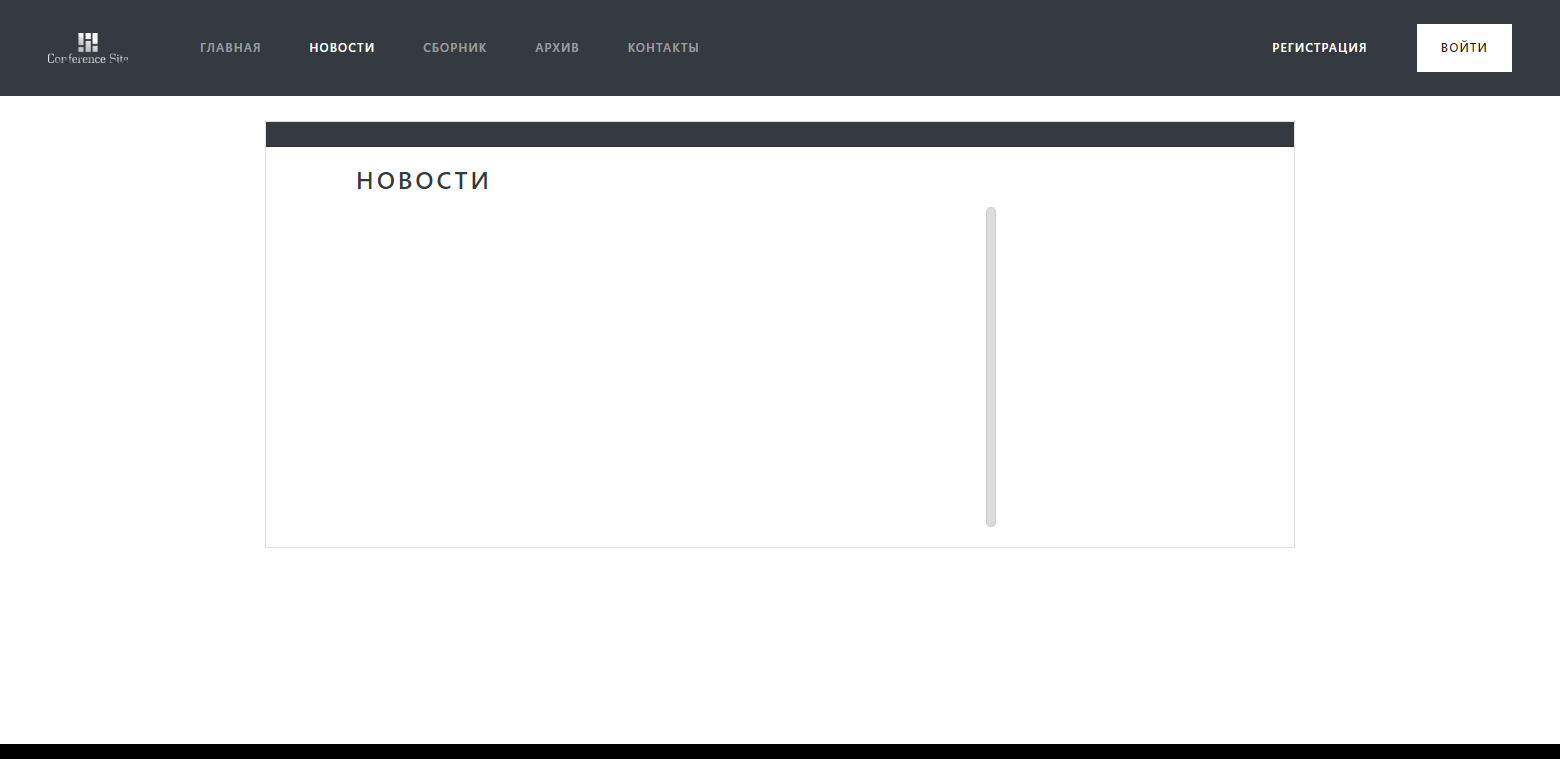 Conference Site
ГЛАВНАЯ НОВОСТИ СБОРНИК АРХИВ КОНТАКТЫ РЕГИСТРАЦИЯ ВОЙТИ
НОВОСТИ